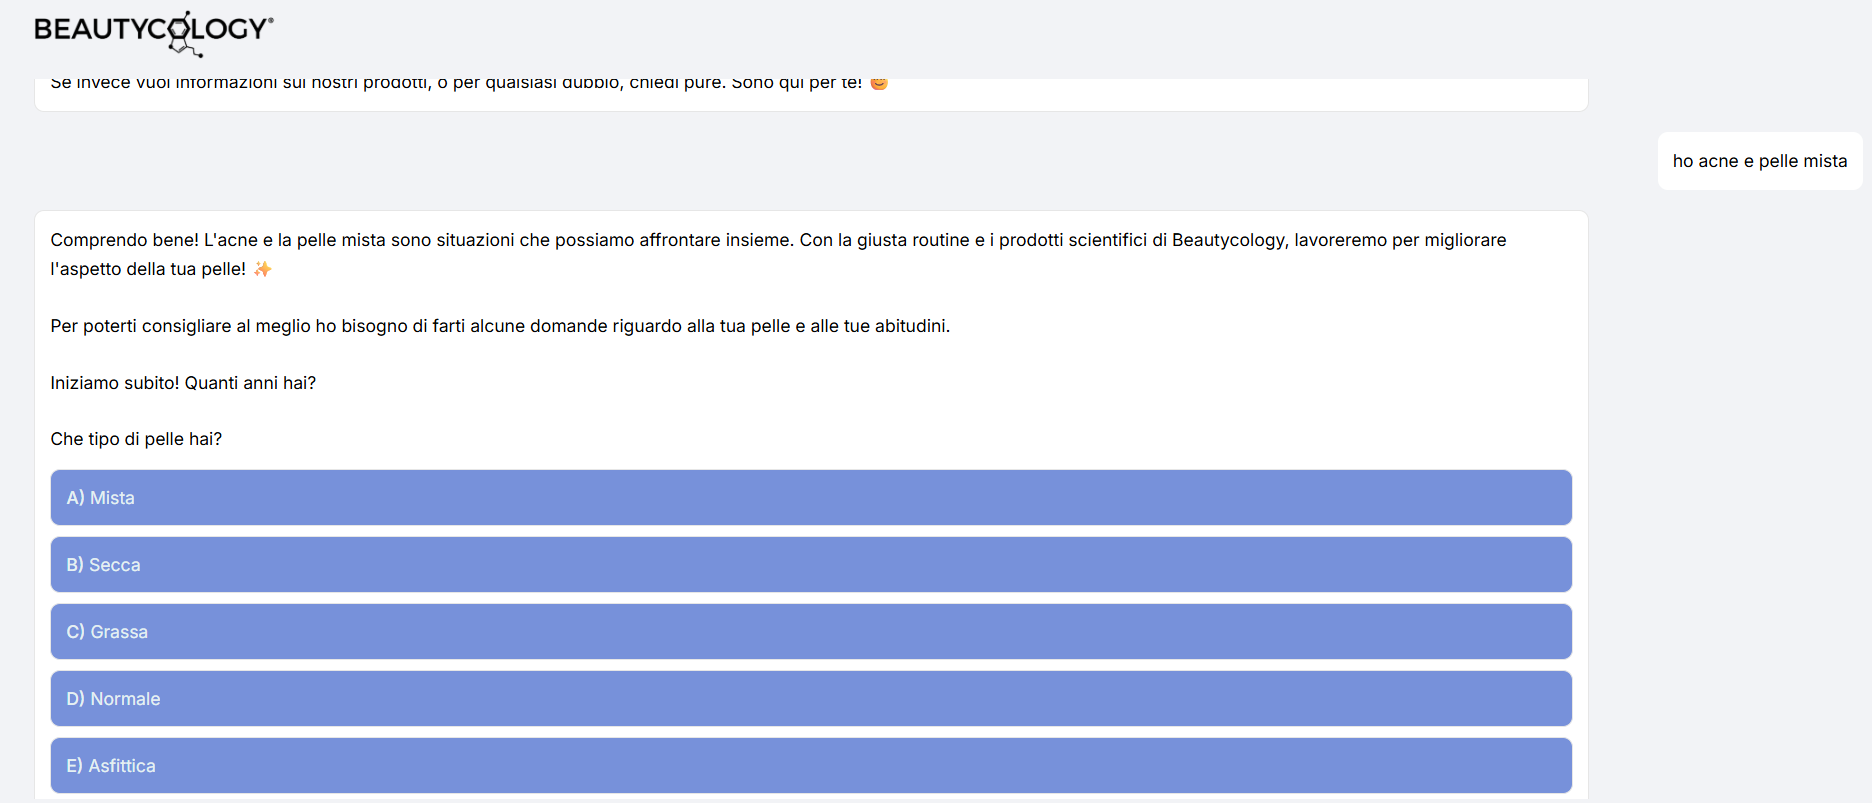 BEAUTYCOLOGY®
Se invece vuoi informazioni sui nostri prodotti, o per qualsiasi dubbio, chiedi pure. Sono qui per te! 😊
ho acne e pelle mista
Comprendo bene! L'acne e la pelle mista sono situazioni che possiamo affrontare insieme. Con la giusta routine e i prodotti scientifici di Beautycology, lavoreremo per migliorare
l'aspetto della tua pelle! ✨
Per poterti consigliare al meglio ho bisogno di farti alcune domande riguardo alla tua pelle e alle tue abitudini.
Iniziamo subito! Quanti anni hai?
Che tipo di pelle hai?
A) Mista
B) Secca
C) Grassa
D) Normale
E) Asfittica